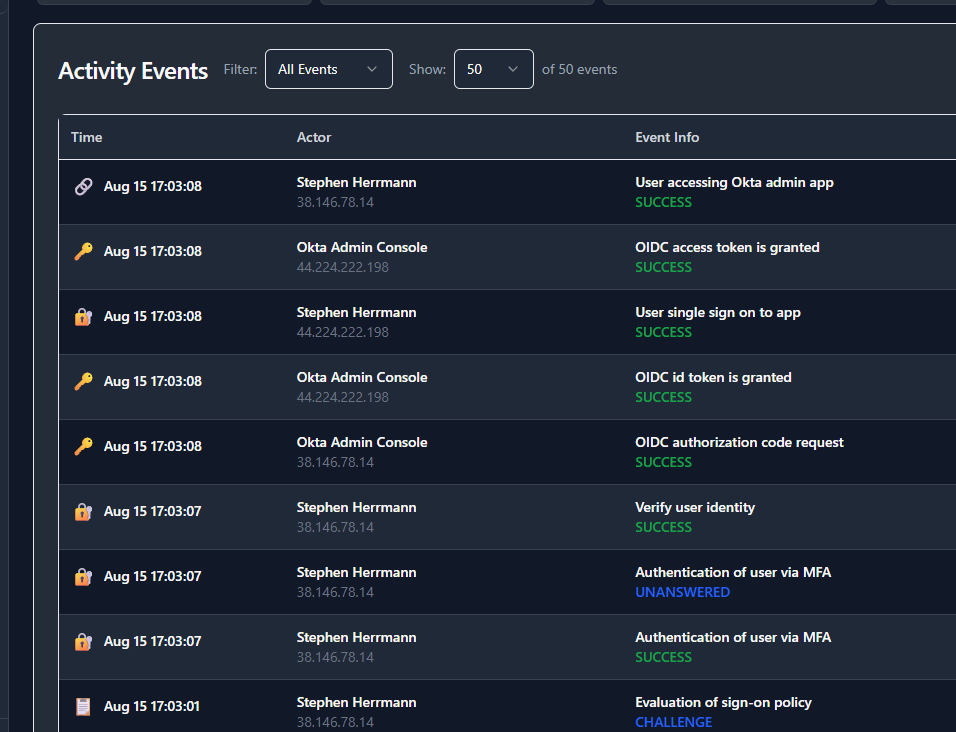 Activity Events Filter: All Events Show: 50 of 50 events
Time Actor Event Info
Aug 15 17:03:08 Stephen Herrmann User accessing Okta admin app
38.146.78.14 SUCCESS
Aug 15 17:03:08 Okta Admin Console OIDC access token is granted
44.224.222.198 SUCCESS
Aug 15 17:03:08 Stephen Herrmann User single sign on to app
44.224.222.198 SUCCESS
Aug 15 17:03:08 Okta Admin Console OIDC id token is granted
44.224.222.198 SUCCESS
Aug 15 17:03:08 Okta Admin Console OIDC authorization code request
38.146.78.14 SUCCESS
Aug 15 17:03:07 Stephen Herrmann Verify user identity
38.146.78.14 SUCCESS
Aug 15 17:03:07 Stephen Herrmann Authentication of user via MFA
38.146.78.14 UNANSWERED
Aug 15 17:03:07 Stephen Herrmann Authentication of user via MFA
38.146.78.14 SUCCESS
Aug 15 17:03:01 Stephen Herrmann Evaluation of sign-on policy
38.146.78.14 CHALLENGE